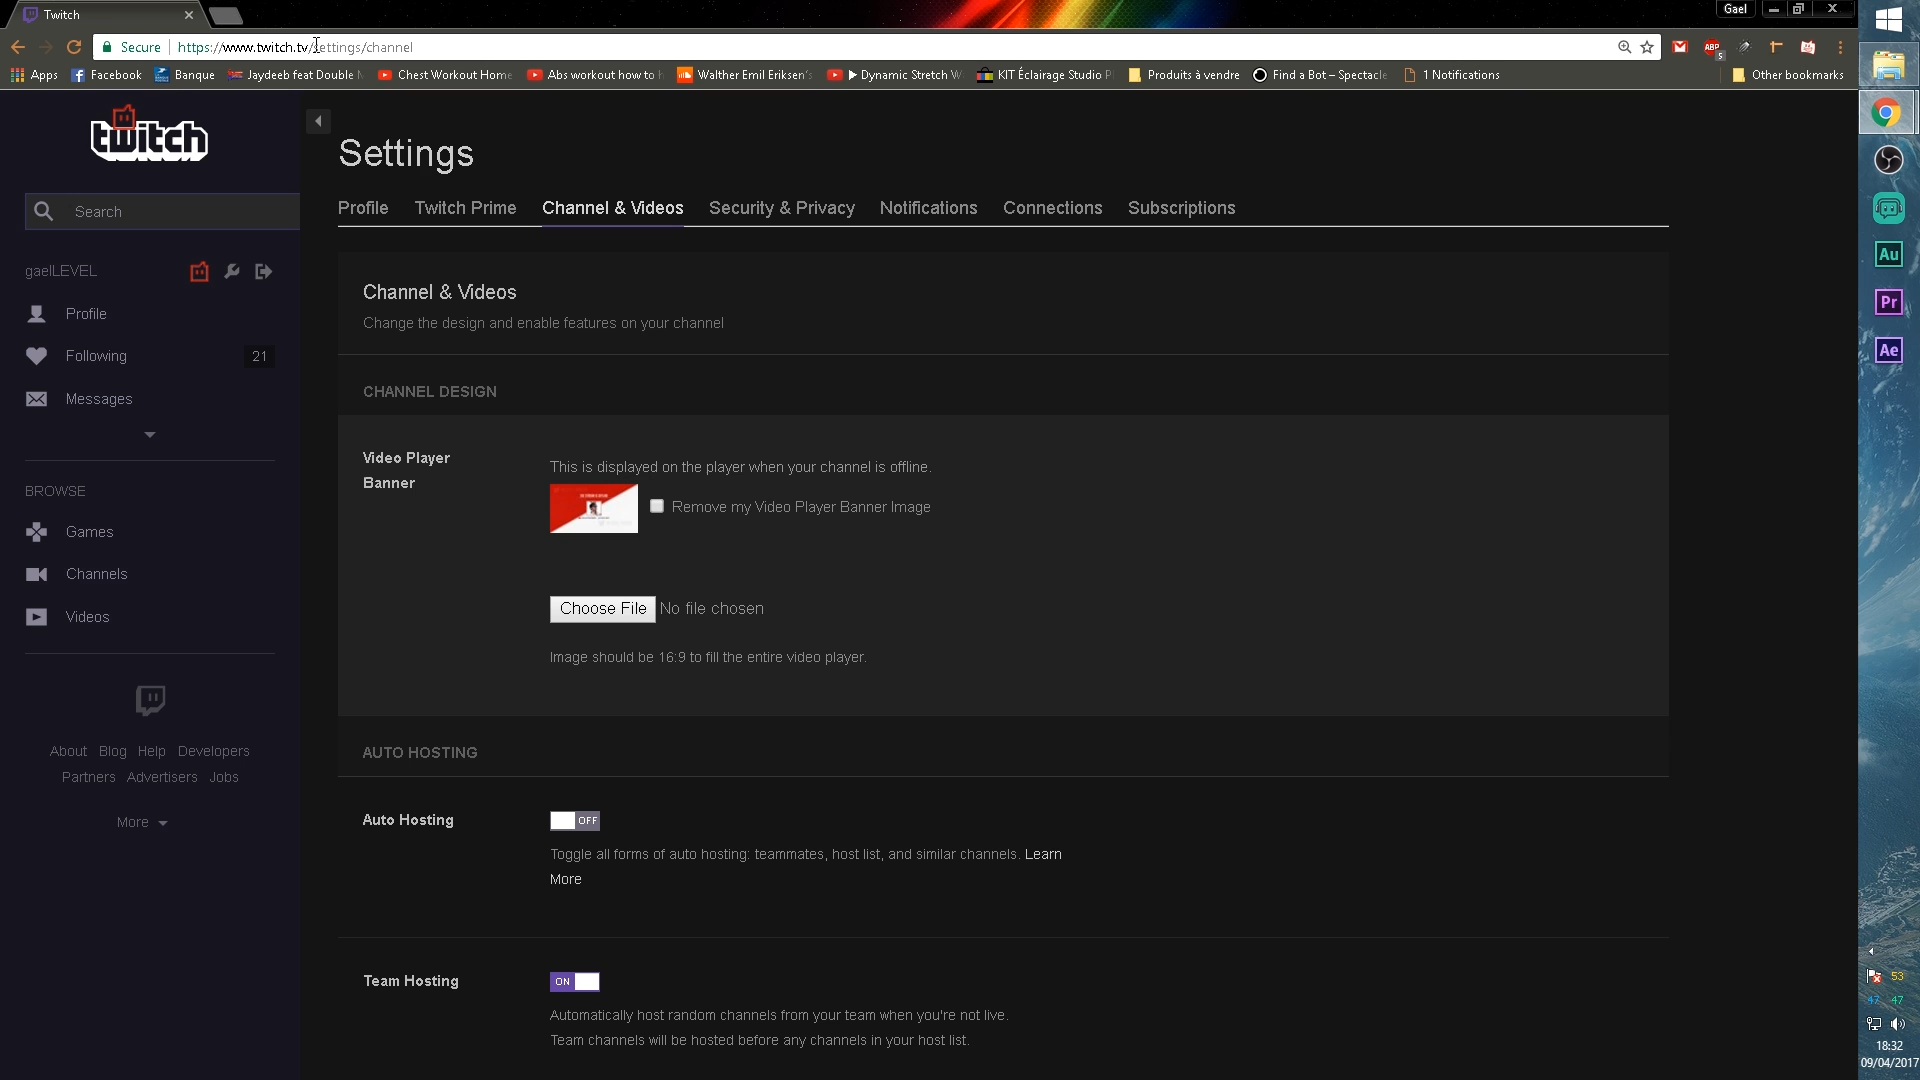 Twitch
Gael
Secure
https://www.twitch.tv/settings/channel
ABP
5
Apps
Facebook
Banque
Jaydeeb feat Double
Chest Workout Home
Abs workout how to
Walther Emil Eriksen's
▶ Dynamic Stretch W
KIT Éclairage Studio P
Produits à vendre
Find a Bot – Spectacle
1 Notifications
Other bookmarks
twitch
Search
gaelLEVEL
Profile
Following
21
Messages
BROWSE
Games
Channels
Videos
About Blog Help Developers
Partners Advertisers Jobs
More
Settings
Profile
Twitch Prime
Channel & Videos
Security & Privacy
Notifications
Connections
Subscriptions
Channel & Videos
Change the design and enable features on your channel
CHANNEL DESIGN
Video Player
Banner
This is displayed on the player when your channel is offline.
Remove my Video Player Banner Image
Choose File No file chosen
Image should be 16:9 to fill the entire video player.
AUTO HOSTING
Auto Hosting
OFF
Toggle all forms of auto hosting: teammates, host list, and similar channels. Learn
More
Team Hosting
ON
Automatically host random channels from your team when you're not live.
Team channels will be hosted before any channels in your host list.
Au
Pr
Ae
53
47 47
18:32
09/04/2017